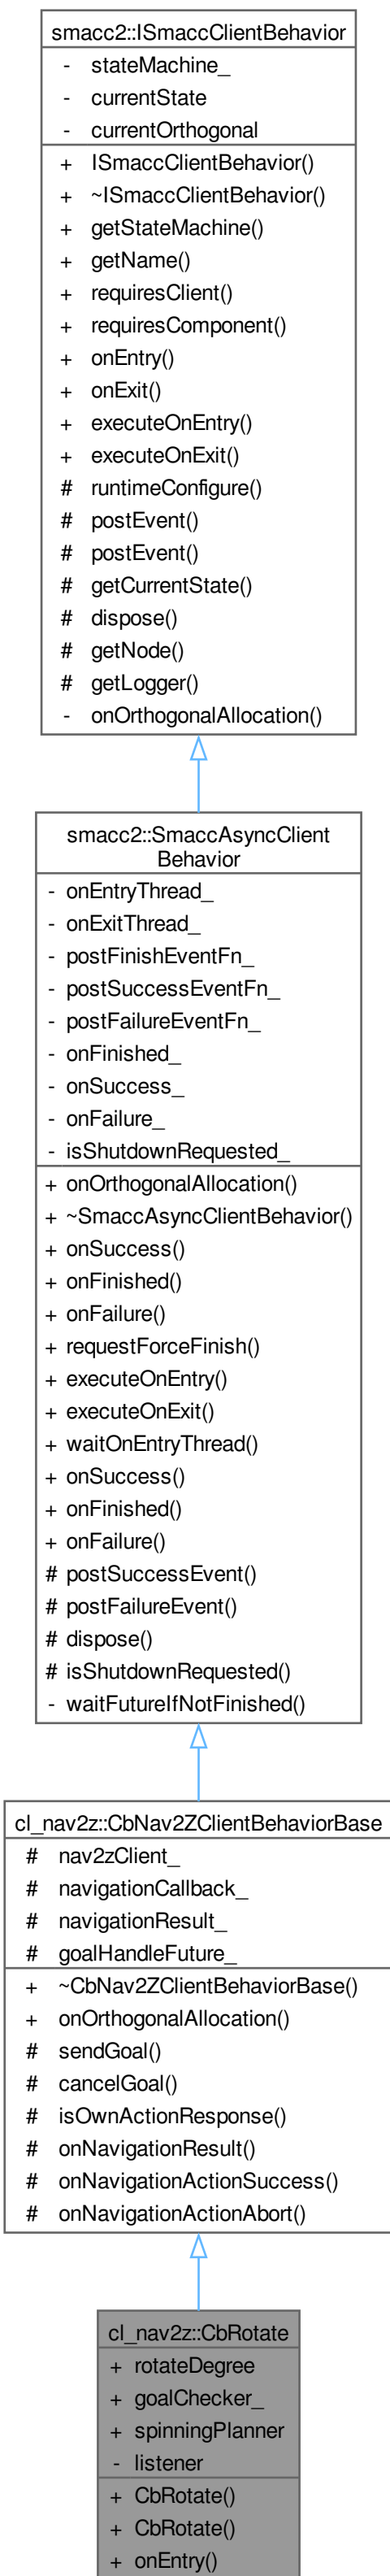 smacc2::ISmaccClientBehavior
- stateMachine_
- currentState
- currentOrthogonal
+ ISmaccClientBehavior()
+ ~ISmaccClientBehavior()
+ getStateMachine()
+ getName()
+ requiresClient()
+ requiresComponent()
+ onEntry()
+ onExit()
+ executeOnEntry()
+ executeOnExit()
# runtimeConfigure()
# postEvent()
# postEvent()
# getCurrentState()
# dispose()
# getNode()
# getLogger()
- onOrthogonalAllocation()
smacc2::SmaccAsyncClient
Behavior
- onEntryThread_
- onExitThread_
- postFinishEventFn_
- postSuccessEventFn_
- postFailureEventFn_
- onFinished_
- onSuccess_
- onFailure_
- isShutdownRequested_
+ onOrthogonalAllocation()
+ ~SmaccAsyncClientBehavior()
+ onSuccess()
+ onFinished()
+ onFailure()
+ requestForceFinish()
+ executeOnEntry()
+ executeOnExit()
+ waitOnEntryThread()
+ onSuccess()
+ onFinished()
+ onFailure()
# postSuccessEvent()
# postFailureEvent()
# dispose()
# isShutdownRequested()
- waitFutureIfNotFinished()
cl_nav2z::CbNav2ZClientBehaviorBase
# nav2zClient_
# navigationCallback_
# navigationResult_
# goalHandleFuture_
+ ~CbNav2ZClientBehaviorBase()
+ onOrthogonalAllocation()
# sendGoal()
# cancelGoal()
# isOwnActionResponse()
# onNavigationResult()
# onNavigationActionSuccess()
# onNavigationActionAbort()
cl_nav2z::CbRotate
+ rotateDegree
+ goalChecker_
+ spinningPlanner
- listener
+ CbRotate()
+ CbRotate()
+ onEntry()